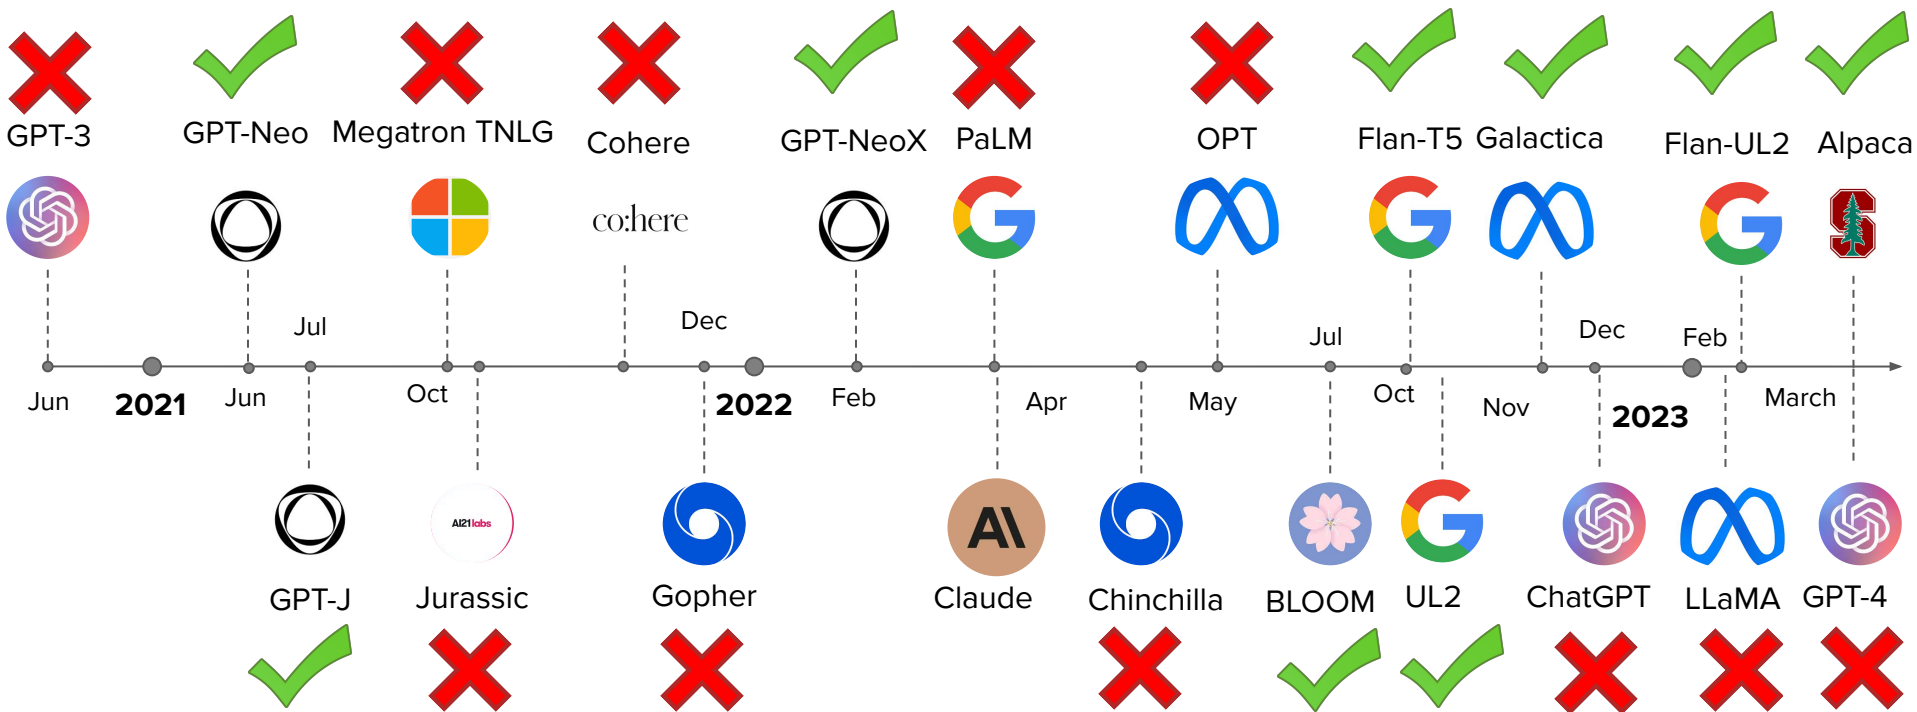 GPT-3
GPT-Neo
Megatron TNLG
Cohere
GPT-NeoX
PaLM
OPT
Flan-T5
Galactica
Flan-UL2
Alpaca
co:here
S
Jul
Dec
Jul
Dec
Feb
Jun
2021
Jun
Oct
2022
Feb
Apr
May
Oct
Nov
2023
March
AI21labs
AI
GPT-J
Jurassic
Gopher
Claude
Chinchilla
BLOOM
UL2
ChatGPT
LLaMA
GPT-4